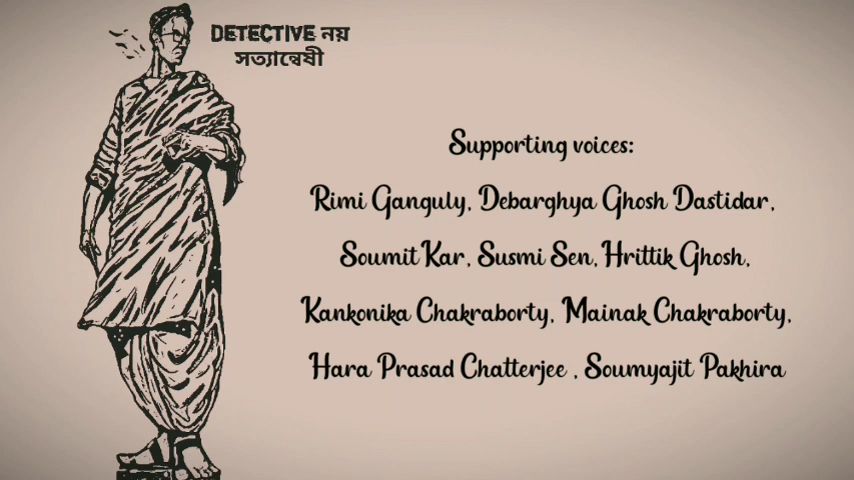 DETECTIVE নয়
সত্যান্বেষী
Supporting voices:
Rimi Ganguly, Debarghya Ghosh Dastidar,
Soumit Kar, Susmi Sen, Hrittik Ghosh,
Kankonika Chakraborty, Mainak Chakraborty,
Hara Prasad Chatterjee , Soumyajit Pakhira